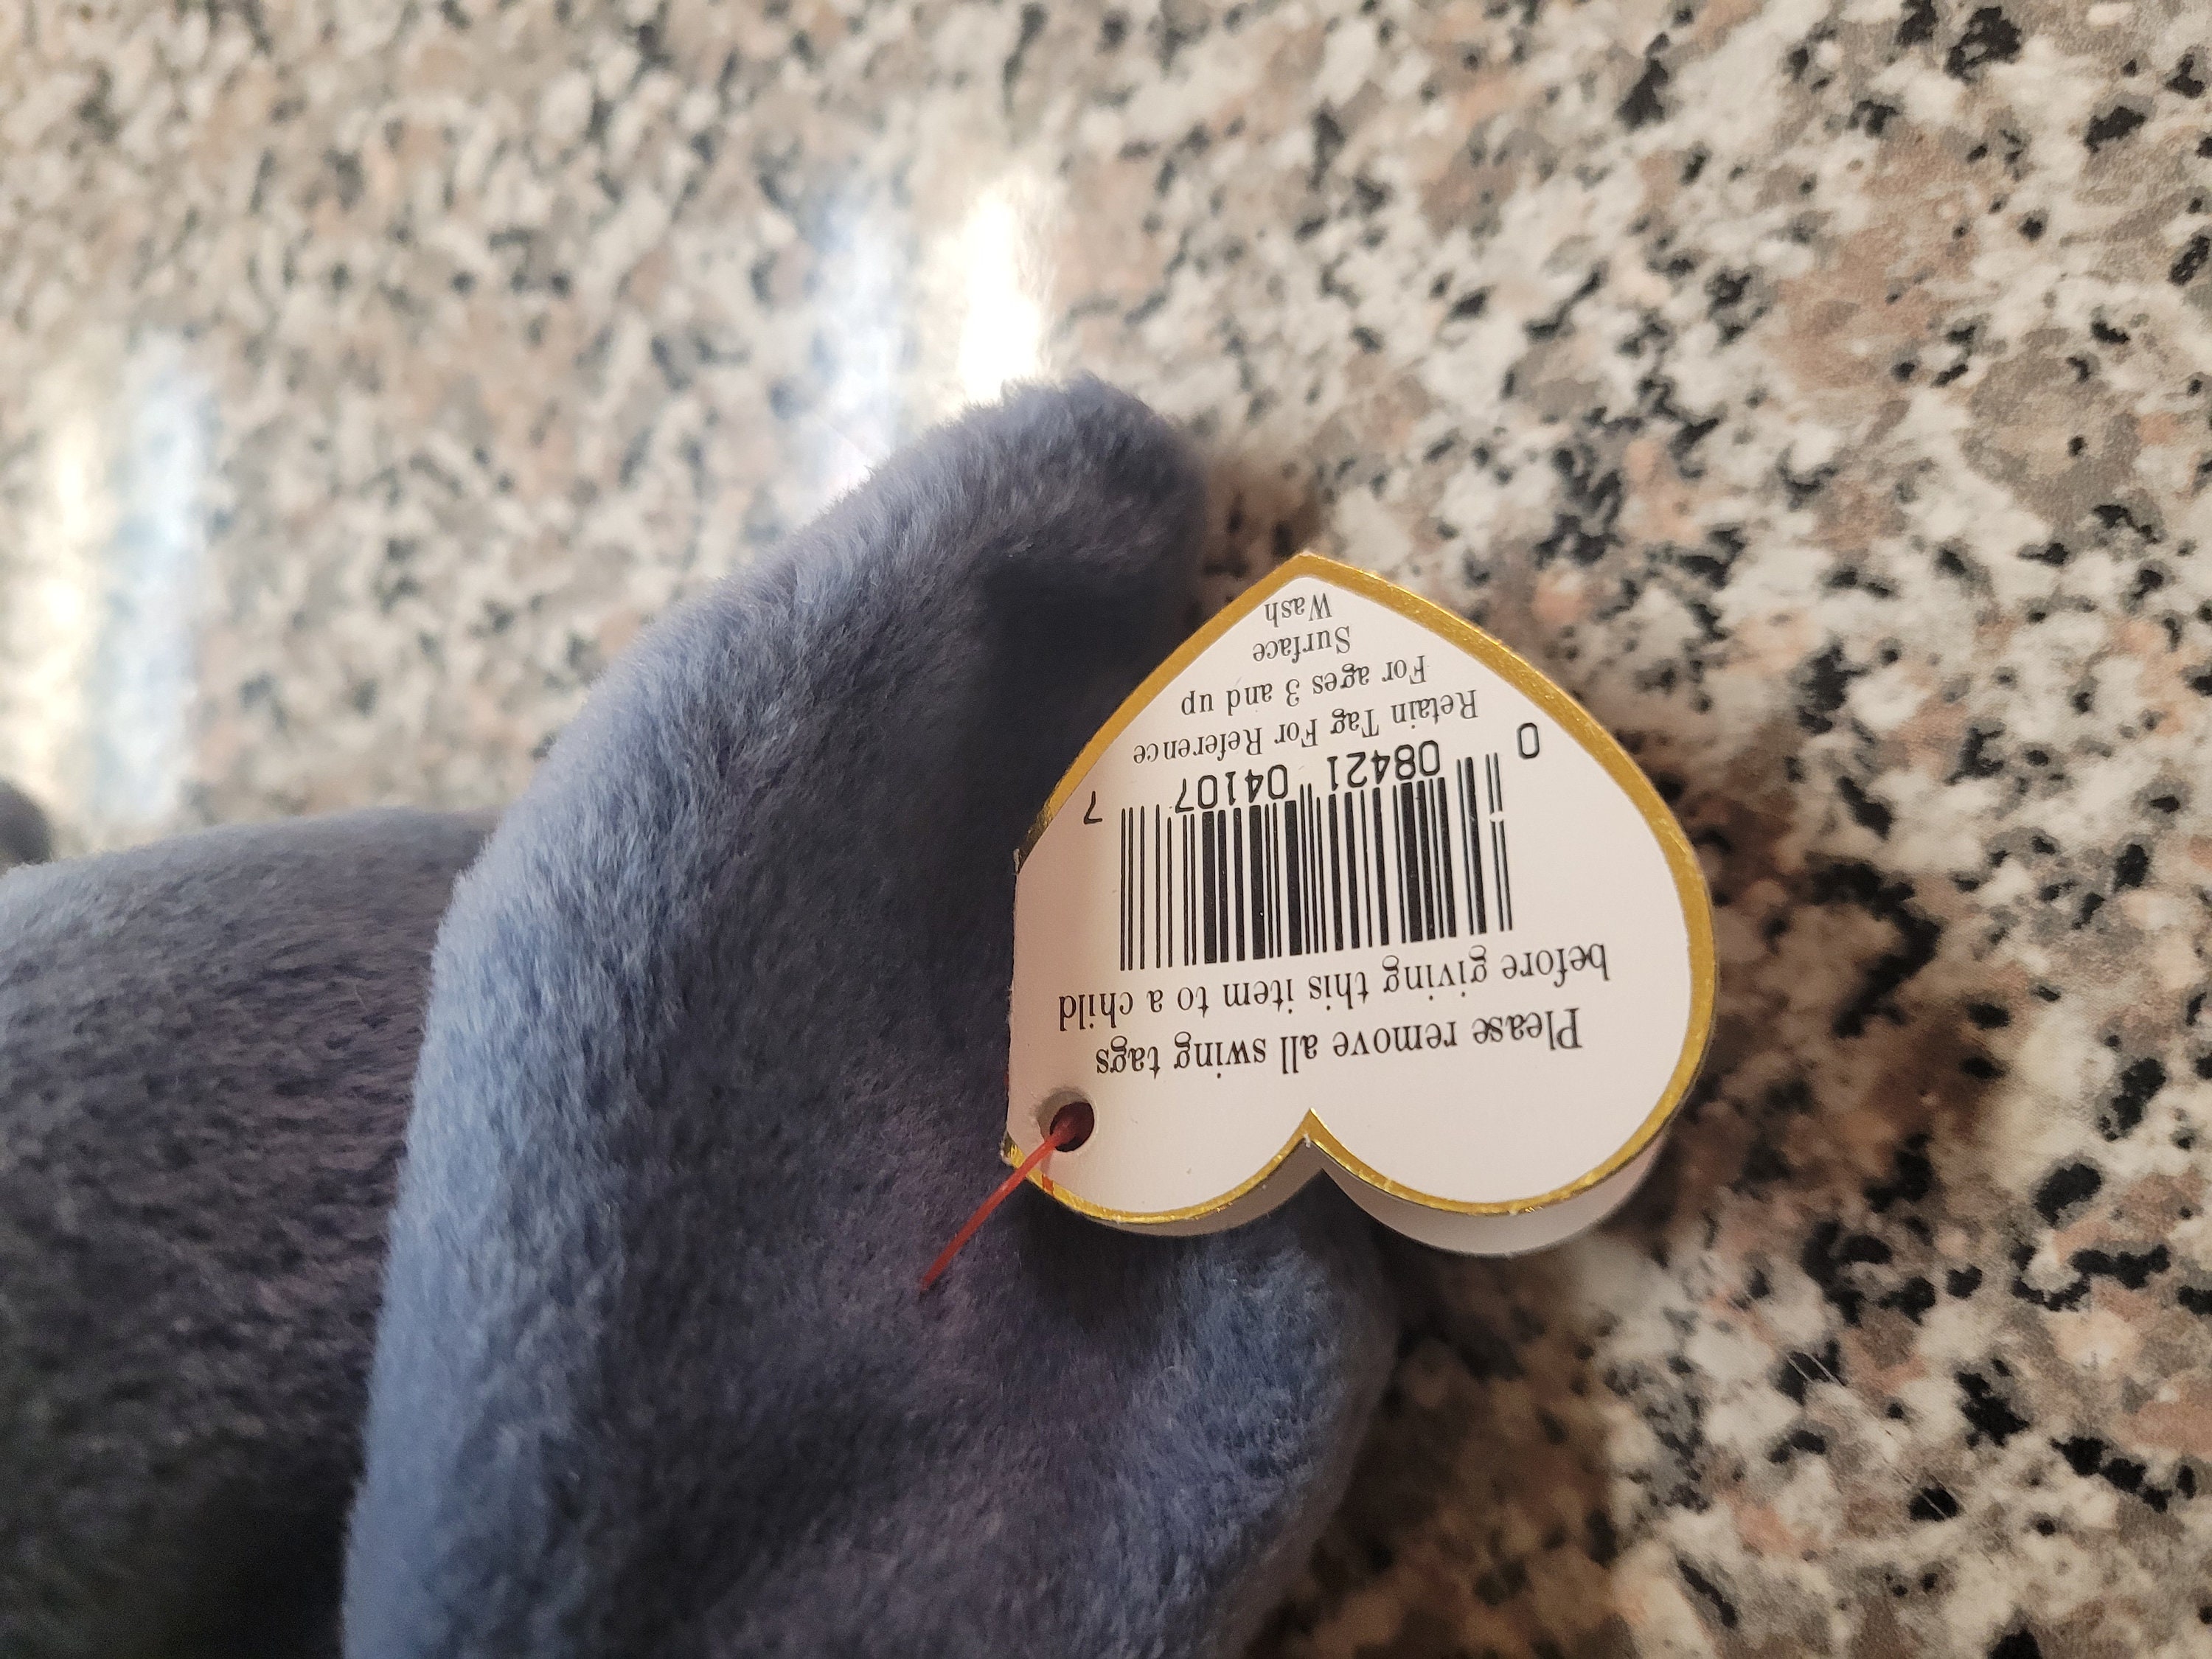 Please remove all swing tags
before giving this item to a child
0 08421 04107 7
Retain Tag For Reference
For ages 3 and up
Surface
Wash